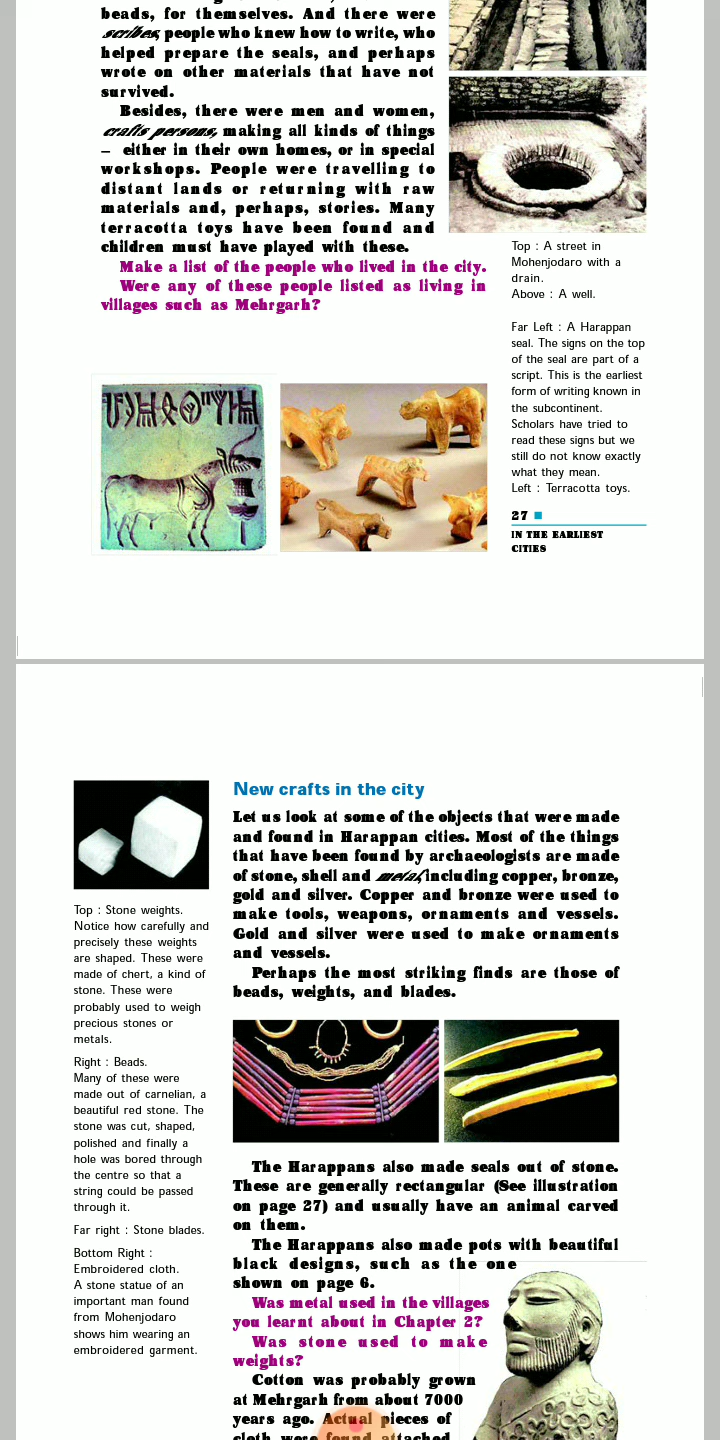 beads, for themselves. And there were
scribes, people who knew how to write, who
helped prepare the seals, and perhaps
wrote on other materials that have not
survived.
Besides, there were men and women,
crafts persons, making all kinds of things
– either in their own homes, or in special
workshops. People were travelling to
distant lands or returning with raw
materials and, perhaps, stories. Many
terracotta toys have been found and
children must have played with these.
Make a list of the people who lived in the city.
Were any of these people listed as living in
villages such as Mehrgarh?
Top : A street in
Mohenjodaro with a
drain.
Above : A well.
Far Left : A Harappan
seal. The signs on the top
of the seal are part of a
script. This is the earliest
form of writing known in
the subcontinent.
Scholars have tried to
read these signs but we
still do not know exactly
what they mean.
Left : Terracotta toys.
27
IN THE EARLIEST
CITIES
Top : Stone weights.
Notice how carefully and
precisely these weights
are shaped. These were
made of chert, a kind of
stone. These were
probably used to weigh
precious stones or
metals.
Right : Beads.
Many of these were
made out of carnelian, a
beautiful red stone. The
stone was cut, shaped,
polished and finally a
hole was bored through
the centre so that a
string could be passed
through it.
Far right : Stone blades.
Bottom Right :
Embroidered cloth.
A stone statue of an
important man found
from Mohenjodaro
shows him wearing an
embroidered garment.
New crafts in the city
Let us look at some of the objects that were made
and found in Harappan cities. Most of the things
that have been found by archaeologists are made
of stone, shell and metal, including copper, bronze,
gold and silver. Copper and bronze were used to
make tools, weapons, ornaments and vessels.
Gold and silver were used to make ornaments
and vessels.
Perhaps the most striking finds are those of
beads, weights, and blades.
The Harappans also made seals out of stone.
These are generally rectangular (See illustration
on page 27) and usually have an animal carved
on them.
The Harappans also made pots with beautiful
black designs, such as the one
shown on page 6.
Was metal used in the villages
you learnt about in Chapter 2?
Was stone used to make
weights?
Cotton was probably grown
at Mehrgarh from about 7000
years ago. Actual pieces of
cloth were found attached